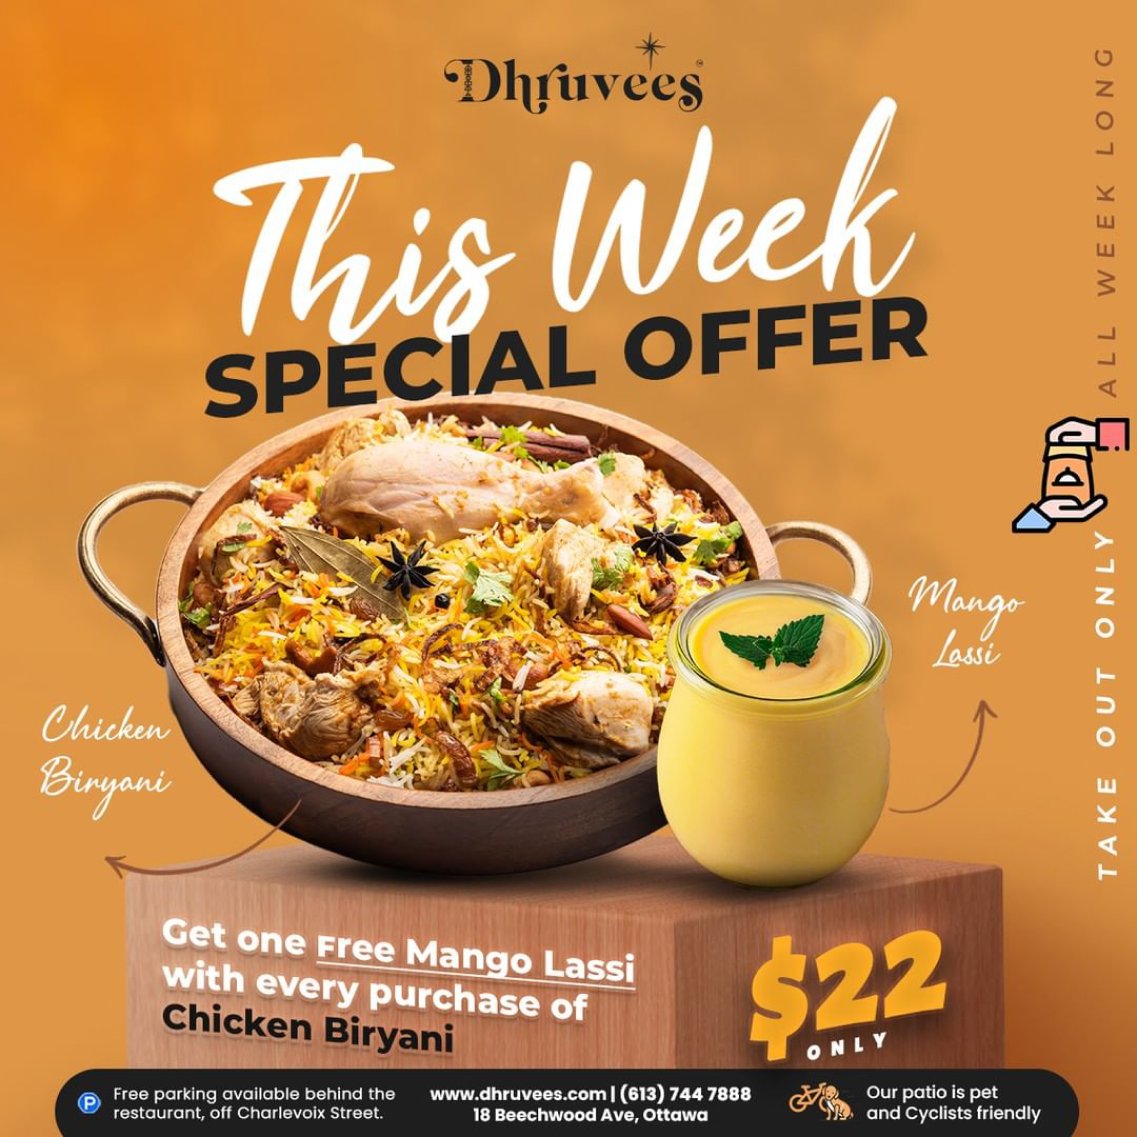 Dhruvees
This Week
SPECIAL OFFER
ALL WEEK LONG
TAKE OUT ONLY
Mango
Lassi
Chicken
Biryani
Get one Free Mango Lassi
with every purchase of
Chicken Biryani
$22
ONLY
P
Free parking available behind the
restaurant, off Charlevoix Street.
www.dhruvees.com | (613) 744 7888
18 Beechwood Ave, Ottawa
Our patio is pet
and Cyclists friendly